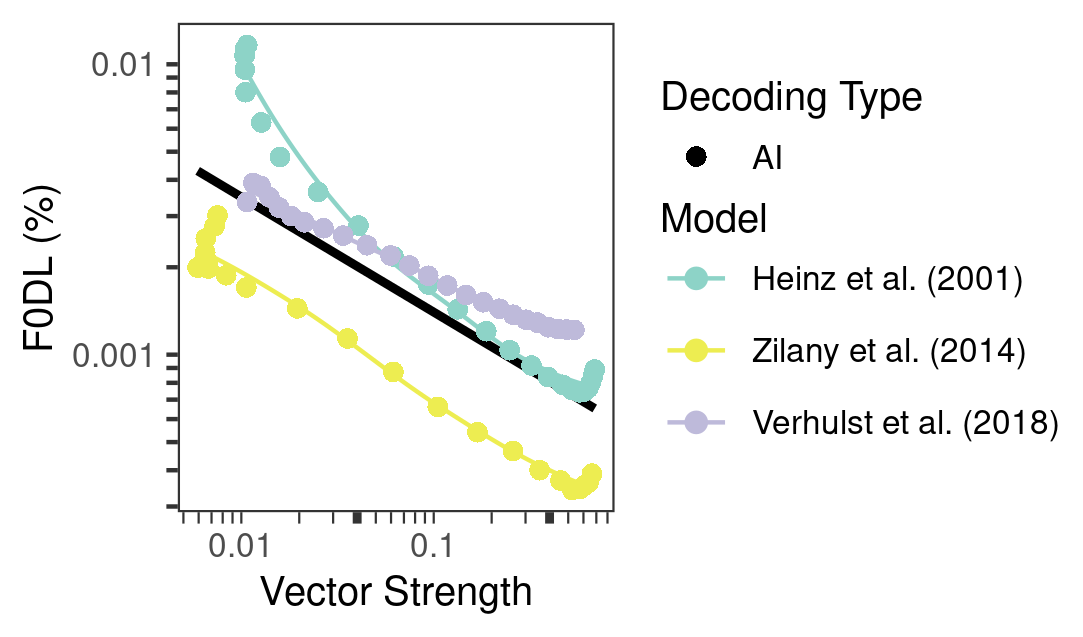 0.01
0.001
F0DL (%)
0.01
0.1
Vector Strength
Decoding Type
AI
Model
Heinz et al. (2001)
Zilany et al. (2014)
Verhulst et al. (2018)